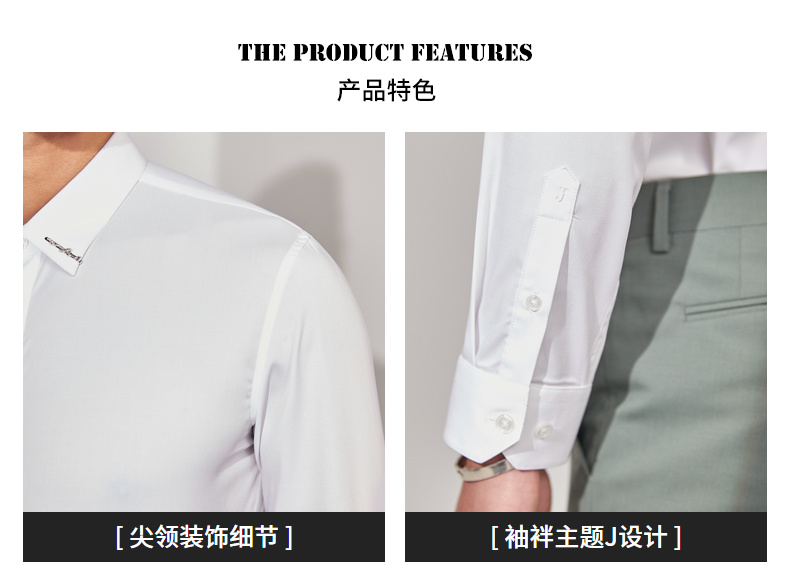 THE PRODUCT FEATURES
产品特色
J
[ 尖领装饰细节 ]
[ 袖袢主题J设计 ]